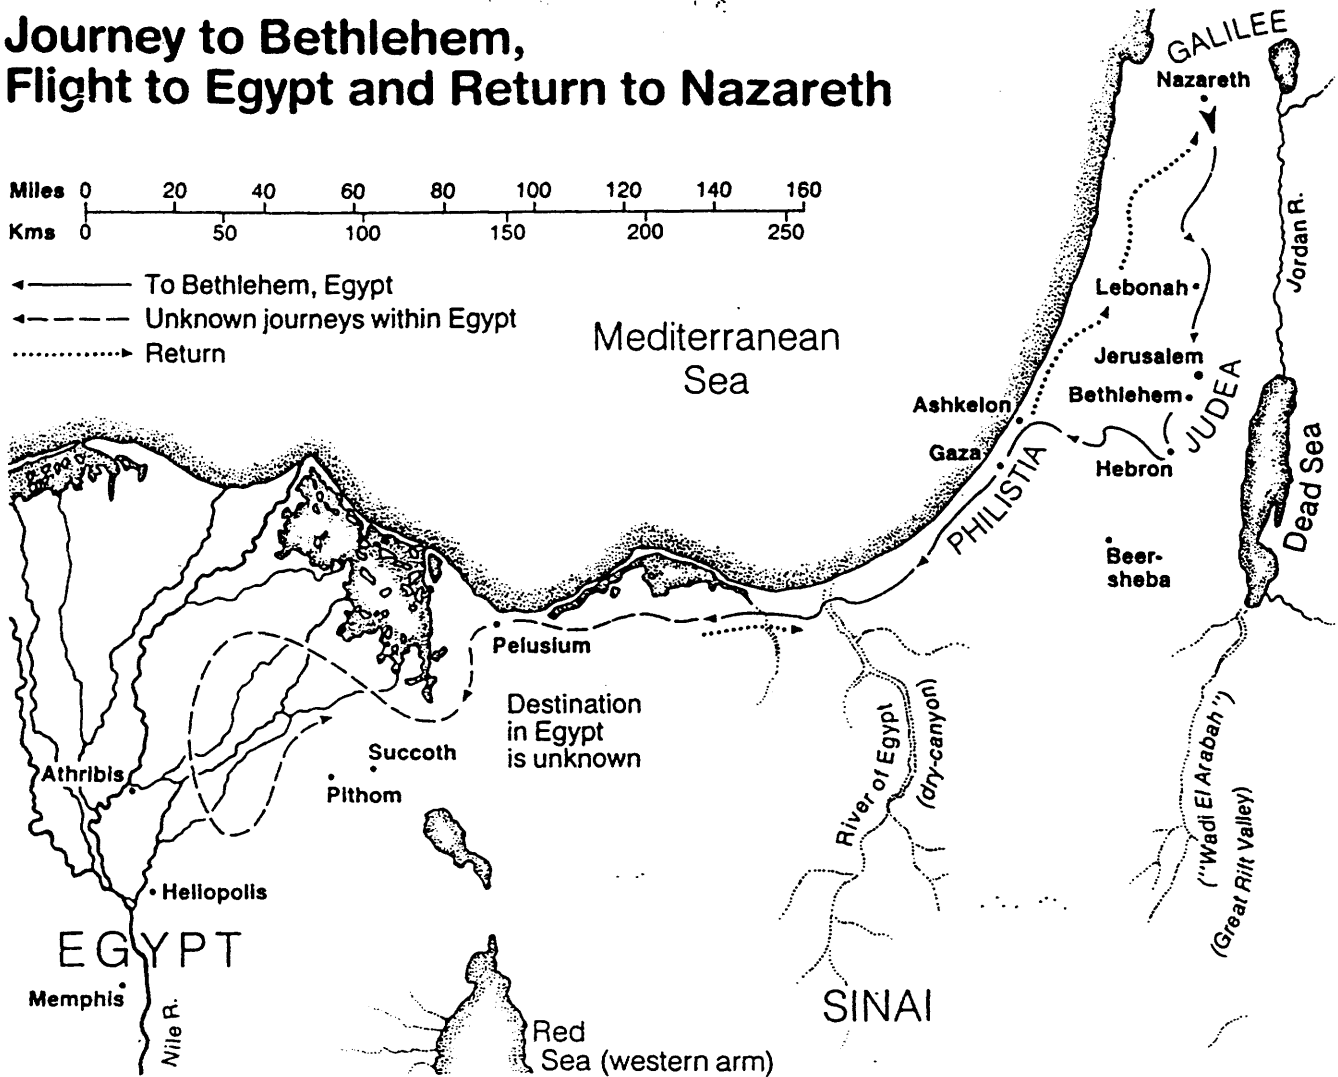 Journey to Bethlehem,
Flight to Egypt and Return to Nazareth
Miles 0 20 40 60 80 100 120 140 160
Kms 0 50 100 150 200 250
To Bethlehem, Egypt
Unknown journeys within Egypt
Return
Mediterranean
Sea
GALILEE
Nazareth
Jordan R.
Lebonah
Jerusalem
Bethlehem
JUDEA
Ashkelon
Gaza
Hebron
PHILISTIA
Dead Sea
Beer-
sheba
Pelusium
Destination
in Egypt
is unknown
Succoth
Pithom
Athribis
Heliopolis
EGYPT
Memphis
Nile R.
River of Egypt
(dry-canyon)
("Wadi El Arabah")
(Great Rift Valley)
SINAI
Red
Sea (western arm)